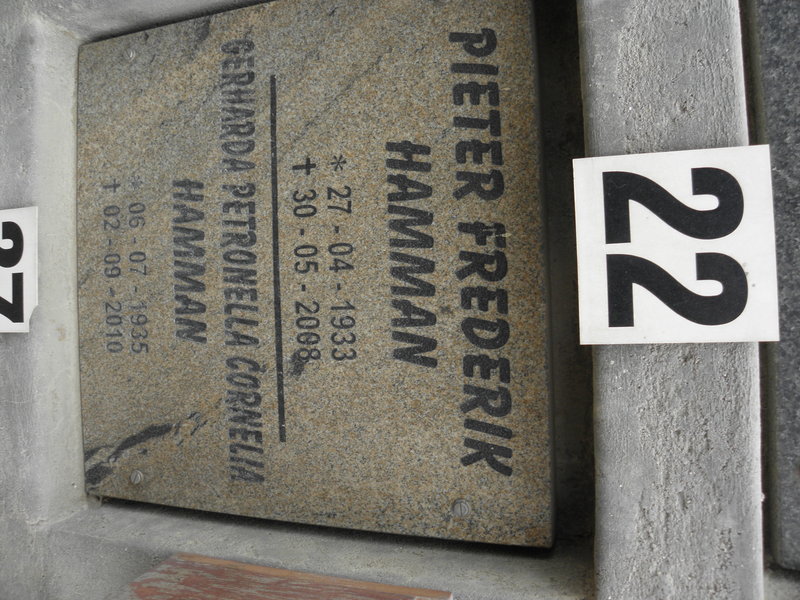 22
PIETER FREDERIK
HAMMAN
* 27-04-1933
† 30-05-2008
GERHARDA PETRONELLA CORNELIA
HAMMAN
* 06-07-1935
† 02-09-2010
27